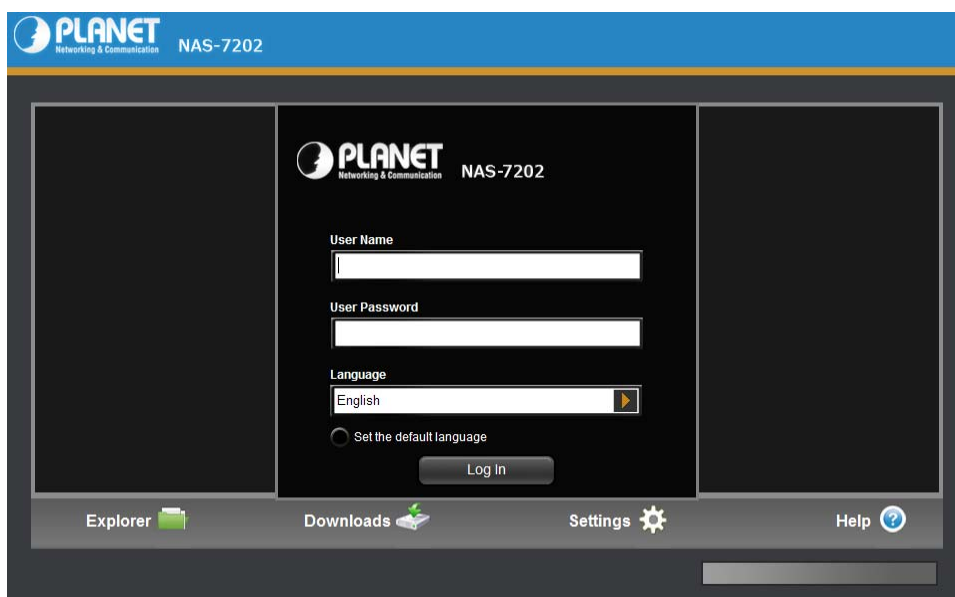 PLANET
Networking & Communication
NAS-7202
PLANET
Networking & Communication
NAS-7202
User Name
User Password
Language
English
Set the default language
Log In
Explorer
Downloads
Settings
Help ?